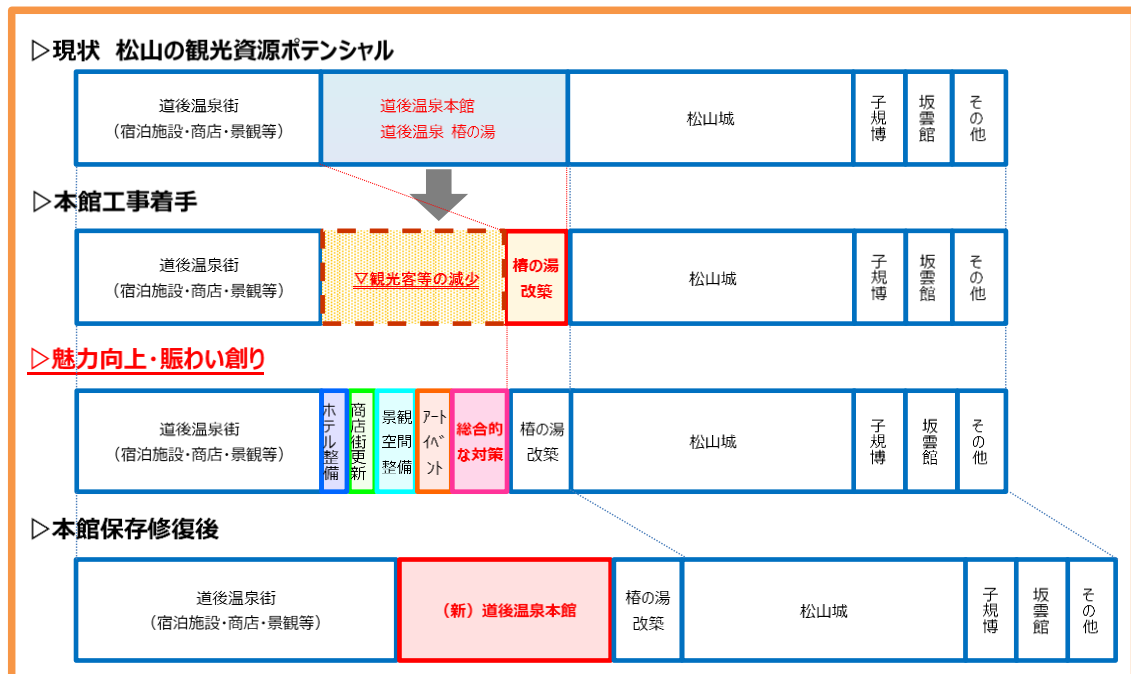 ▷現状 松山の観光資源ポテンシャル
道後温泉街
（宿泊施設・商店・景観等）
道後温泉本館
道後温泉 椿の湯
松山城
子規博
坂雲館
その他
▷本館工事着手
道後温泉街
（宿泊施設・商店・景観等）
▽観光客等の減少
椿の湯
改築
松山城
子規博
坂雲館
その他
▷魅力向上・賑わい創り
道後温泉街
（宿泊施設・商店・景観等）
ホテル整備
商店街更新
景観
空間
整備
ｱｰﾄ
ｲﾍﾞ
ﾝﾄ
総合的
な対策
椿の湯
改築
松山城
子規博
坂雲館
その他
▷本館保存修復後
道後温泉街
（宿泊施設・商店・景観等）
（新）道後温泉本館
椿の湯
改築
松山城
子規博
坂雲館
その他